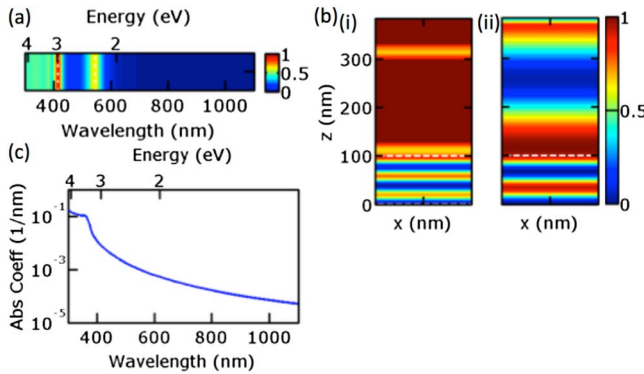 (a)
Energy (eV)
4 3 2
1
0.5
0
400 600 800 1000
Wavelength (nm)
(b) (i) ii)
z (nm)
300
200
100
0
x (nm) x (nm)
1
0.5
0
(c)
Energy (eV)
4 3 2
Abs Coeff (1/nm)
10-1
10-3
10-5
400 600 800 1000
Wavelength (nm)